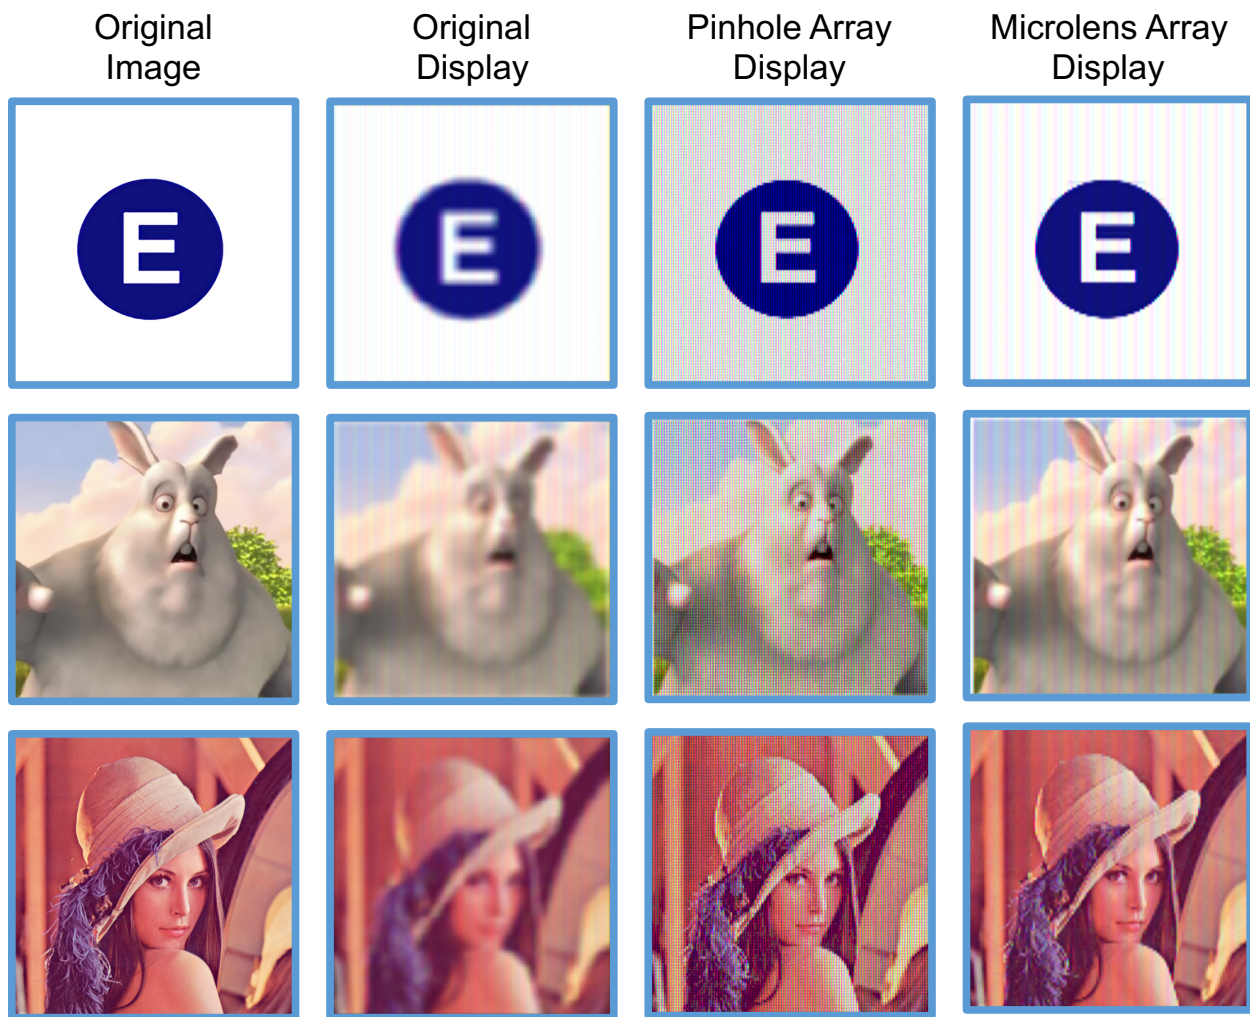 Original
Image
Original
Display
Pinhole Array
Display
Microlens Array
Display
E
E
E
E